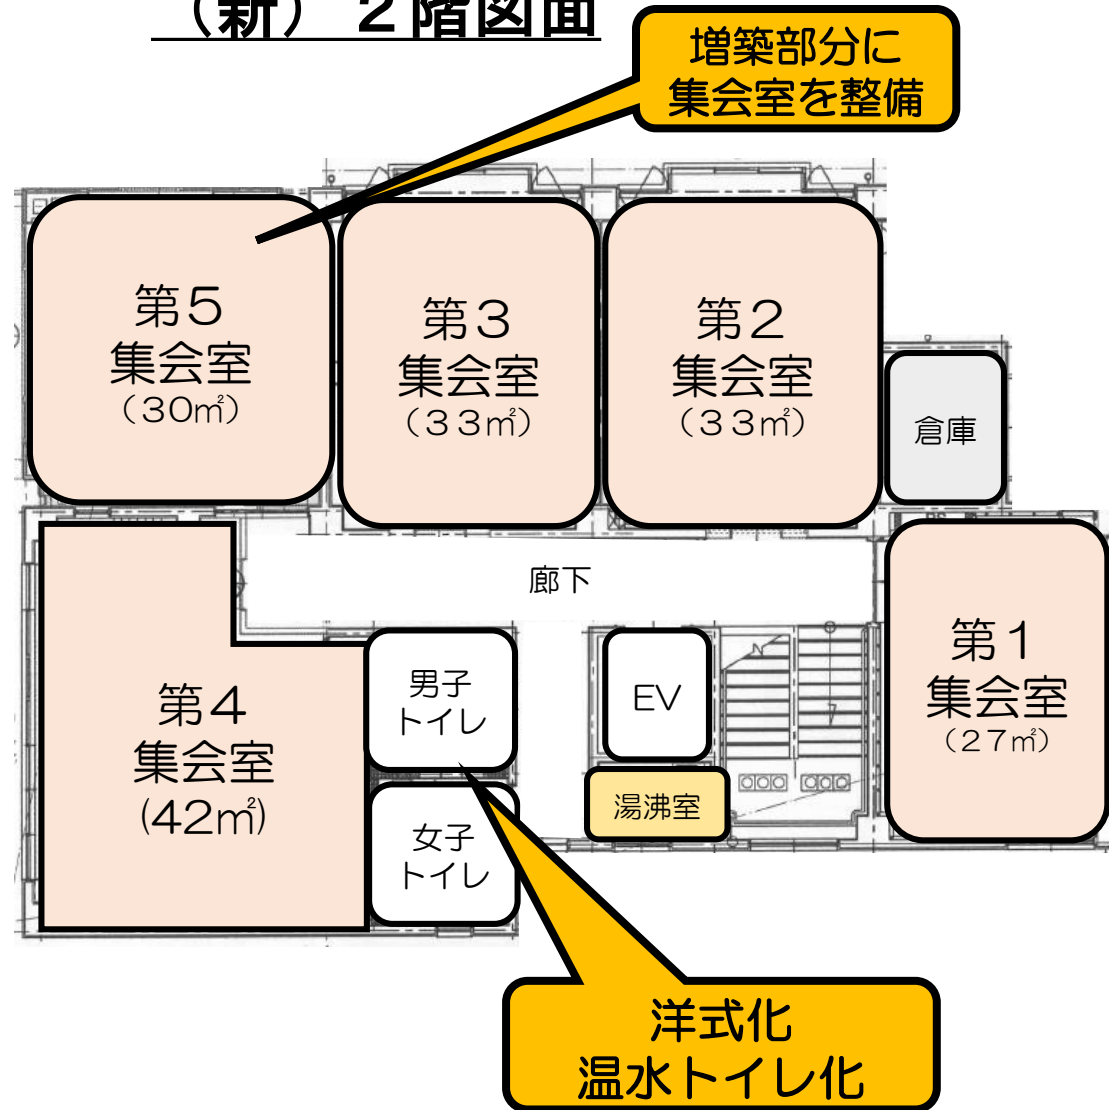 （新）２階図面
増築部分に
集会室を整備
第５
集会室
（30㎡）
第３
集会室
（３３㎡）
第２
集会室
（３３㎡）
倉庫
廊下
第１
集会室
（２７㎡）
第４
集会室
(42㎡)
男子
トイレ
女子
トイレ
EV
湯沸室
洋式化
温水トイレ化